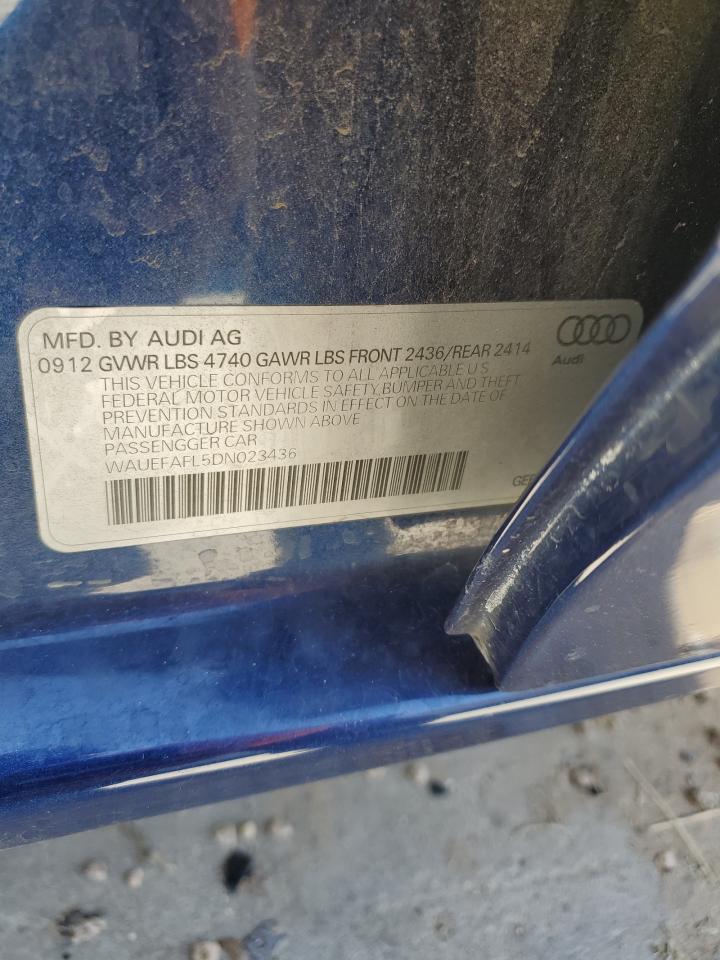 MFD. BY AUDI AG
0912 GVWR LBS 4740 GAWR LBS FRONT 2436/REAR 2414
Audi
THIS VEHICLE CONFORMS TO ALL APPLICABLE U S
FEDERAL MOTOR VEHICLE SAFETY, BUMPER AND THEFT
PREVENTION STANDARDS IN EFFECT ON THE DATE OF
MANUFACTURE SHOWN ABOVE
PASSENGGER CAR
WAUEFAFL5DN023436